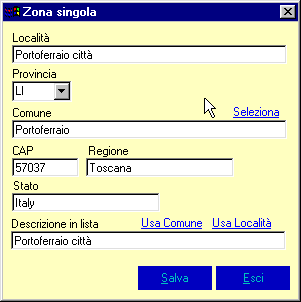 Zona singola
Località
Portoferraio città
Provincia
LI
Comune
Seleziona
Portoferraio
CAP
Regione
57037
Toscana
Stato
Italy
Descrizione in lista
Usa Comune
Usa Località
Portoferraio città
Salva
Esci